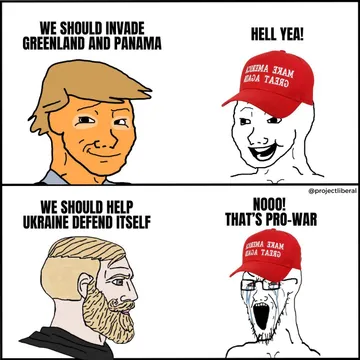 WE SHOULD INVADE
GREENLAND AND PANAMA
HELL YEA!
MAKE AMERICA
GREAT AGAIN
@projectliberal
WE SHOULD HELP
UKRAINE DEFEND ITSELF
NOOO!
THAT'S PRO-WAR
MAKE AMERICA
GREAT AGAIN